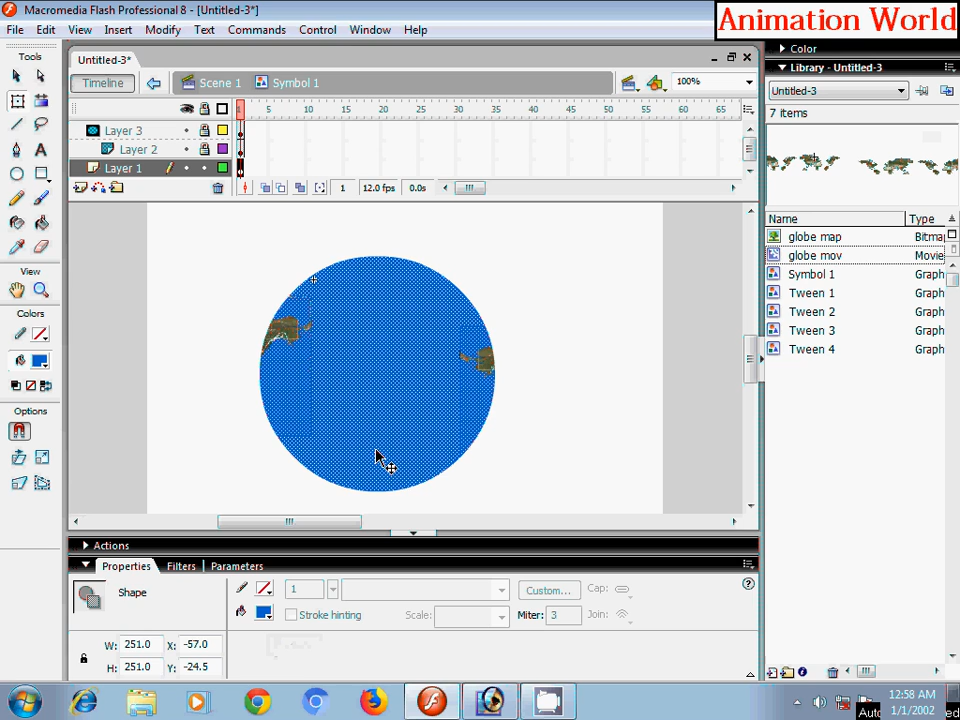 Macromedia Flash Professional 8 - [Untitled-3*]
Animation World
File Edit View Insert Modify Text Commands Control Window Help
Tools
View
Colors
Options
Untitled-3*
Timeline
Scene 1
Symbol 1
100%
1 5 10 15 20 25 30 35 40 45 50 55 60 65
Layer 3
Layer 2
Layer 1
1 12.0 fps 0.0s
Color
Library - Untitled-3
Untitled-3
7 items
Name Type
globe map Bitma
globe mov Movie
Symbol 1 Graph
Tween 1 Graph
Tween 2 Graph
Tween 3 Graph
Tween 4 Graph
Actions
Properties Filters Parameters
Shape
1
Custom...
Cap:
Stroke hinting
Scale:
Miter: 3
Join:
W: 251.0 X: -57.0
H: 251.0 Y: -24.5
12:58 AM
1/1/2002